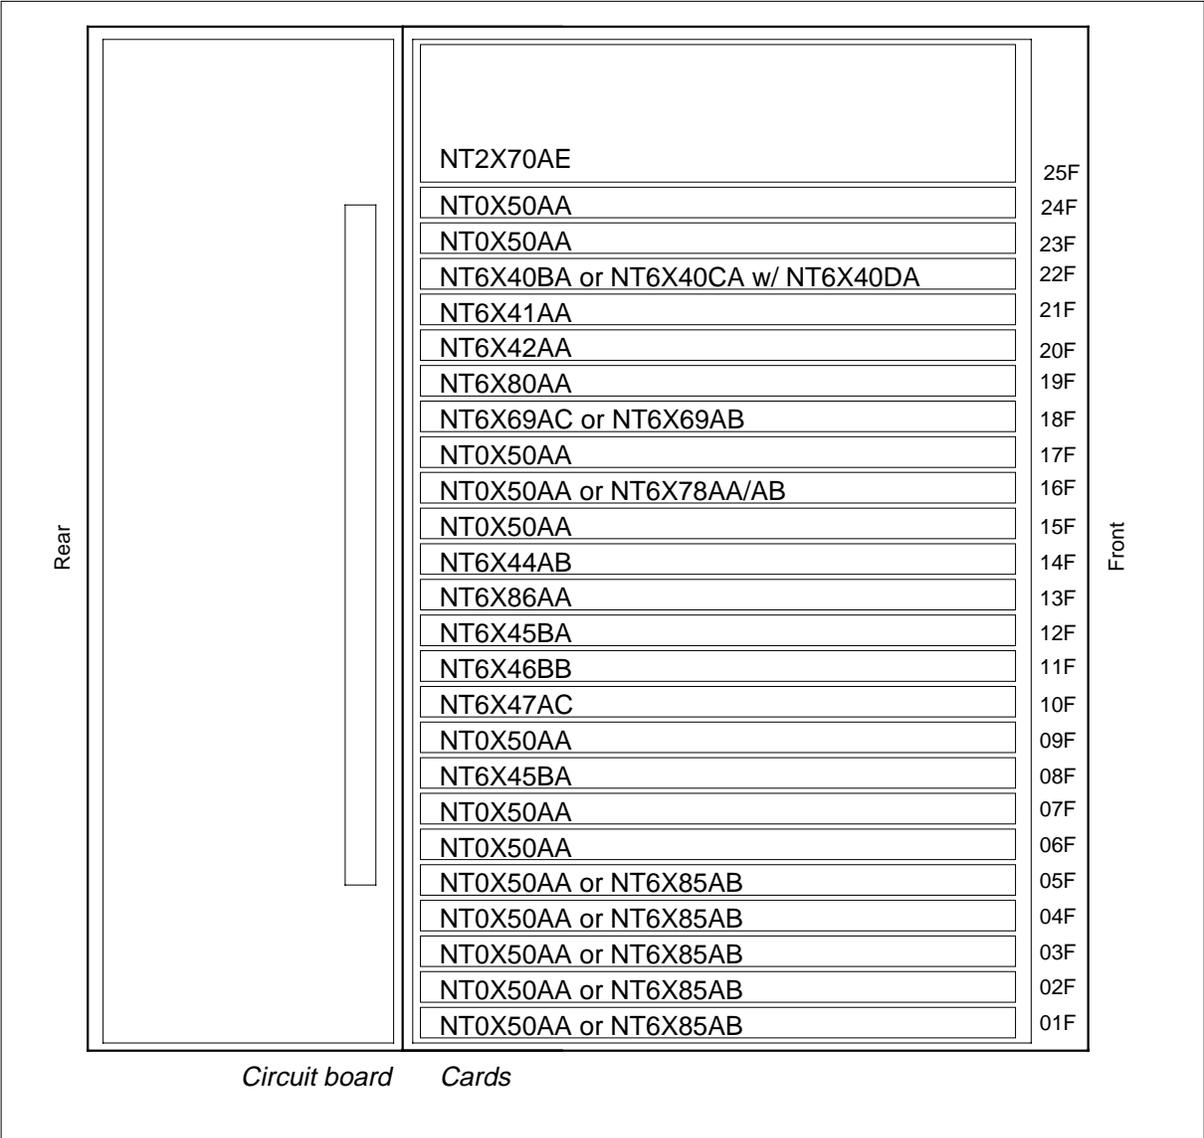 NT2X70AE 25F
NT0X50AA 24F
NT0X50AA 23F
NT6X40BA or NT6X40CA w/ NT6X40DA 22F
NT6X41AA 21F
NT6X42AA 20F
NT6X80AA 19F
NT6X69AC or NT6X69AB 18F
NT0X50AA 17F
NT0X50AA or NT6X78AA/AB 16F
NT0X50AA 15F
Rear
Front
NT6X44AB 14F
NT6X86AA 13F
NT6X45BA 12F
NT6X46BB 11F
NT6X47AC 10F
NT0X50AA 09F
NT6X45BA 08F
NT0X50AA 07F
NT0X50AA 06F
NT0X50AA or NT6X85AB 05F
NT0X50AA or NT6X85AB 04F
NT0X50AA or NT6X85AB 03F
NT0X50AA or NT6X85AB 02F
NT0X50AA or NT6X85AB 01F
Circuit board Cards